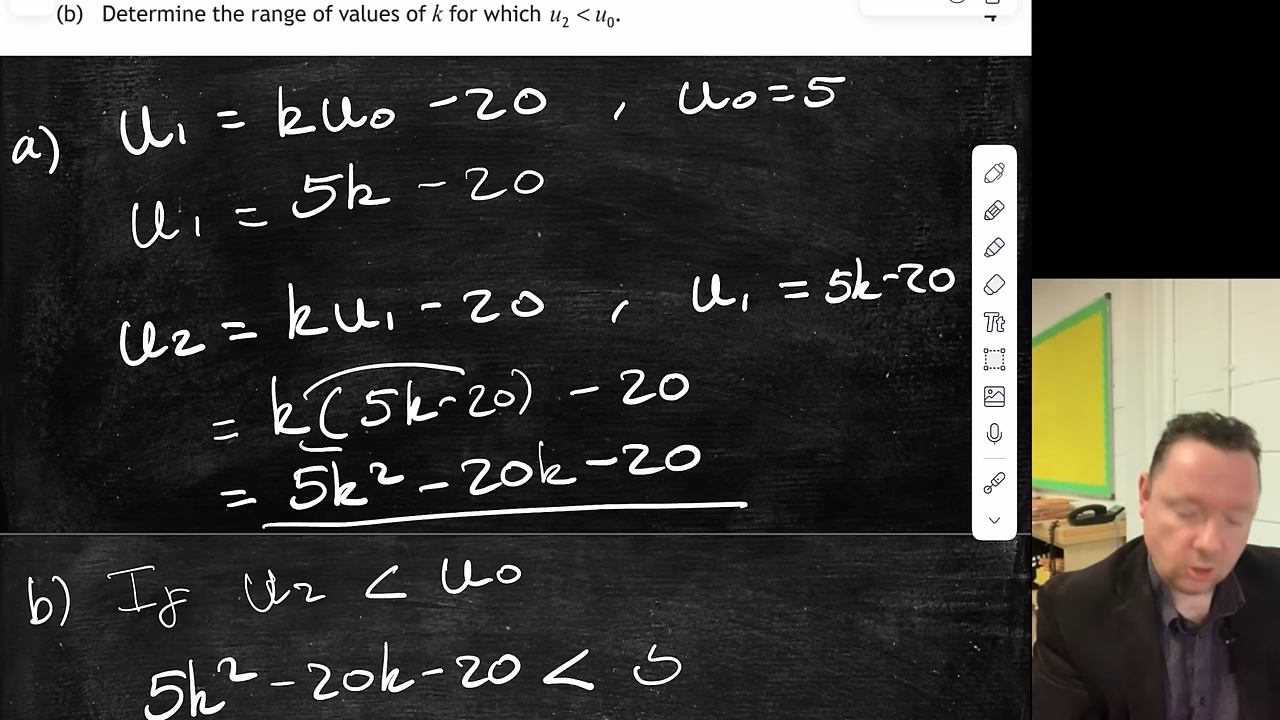 (b) Determine the range of values of k for which u₂ < u₀.
a) u₁ = ku₀ - 20 , u₀ = 5
u₁ = 5k - 20
u₂ = ku₁ - 20 , u₁ = 5k - 20
= k(5k - 20) - 20
= 5k² - 20k - 20
Tt
b) If u₂ < u₀
5k² - 20k - 20 < 5